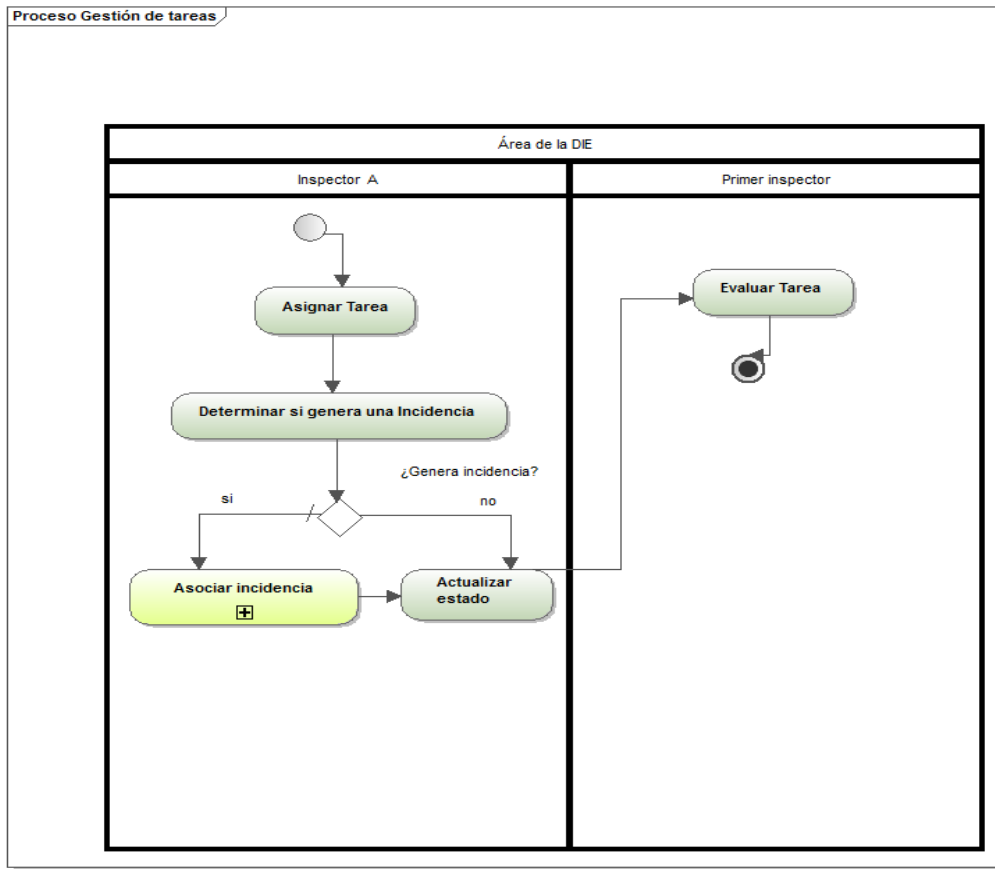 Proceso Gestión de tareas
Área de la DIE
Inspector A
Primer inspector
Asignar Tarea
Evaluar Tarea
Determinar si genera una Incidencia
¿Genera incidencia?
si
no
Asociar incidencia
Actualizar
estado